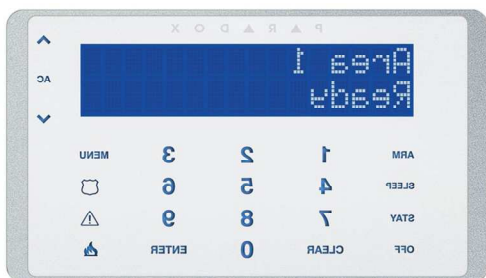 PARADOX
Area 1
Ready
AC
ARM 1 2 3 MENU
SLEEP 4 5 6
STAY 7 8 9
OFF CLEAR 0 ENTER